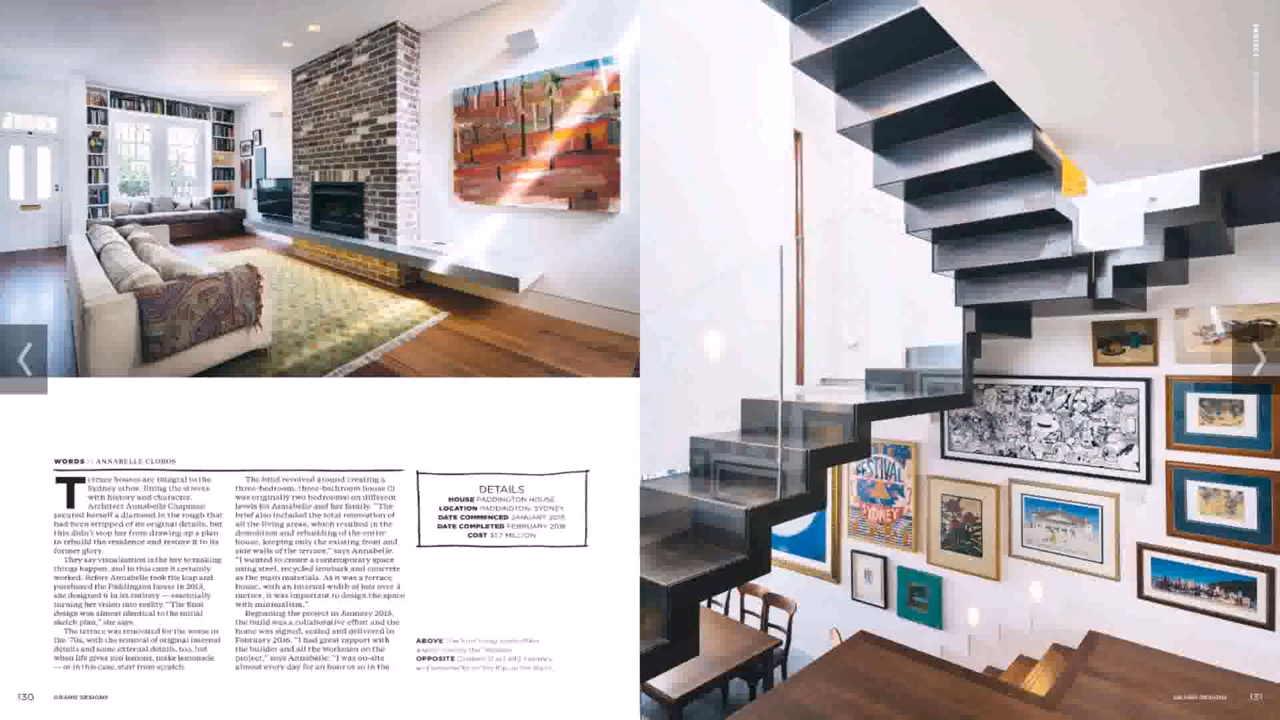 WORDS // ANNABELLE CLOROS
Terrace houses are integral to the
Sydney ethos, lining the streets
with history and character.
Architect Annabelle Chapman
secured herself a diamond in the rough that
had been stripped of its original details, but
this didn't stop her from drawing up a plan
to rebuild the residence and restore it to its
former glory.
They say visualisation is the key to making
things happen, and in this case it certainly
worked. Before Annabelle took the leap and
purchased the Paddington house in 2013,
she designed it in its entirety — essentially
turning her vision into reality. "The final
design was almost identical to the initial
sketch plan," she says.
The terrace was renovated for the worse in
the '70s, with the removal of original internal
details and some external details, too, but
when life gives you lemons, make lemonade
— or in this case, start from scratch.
The brief revolved around creating a
three-bedroom, three-bathroom house (it
was originally two bedrooms) on different
levels for Annabelle and her family. "The
brief also included the total renovation of
all the living areas, which resulted in the
demolition and rebuilding of the entire
house, keeping only the existing front and
side walls of the terrace," says Annabelle.
"I wanted to create a contemporary house
using steel, recycled brick and concrete
as the main materials. As it was a terrace
house, with an internal width of just over 4
metres, it was important to design the space
with minimalism."
Beginning the project in January 2015,
the build was a collaborative effort and the
home was signed, sealed and delivered in
February 2016. "I had great rapport with
the builder and all the workmen on the
project," says Annabelle. "I was on-site
almost every day for an hour or so in the
DETAILS
HOUSE PADDINGTON HOUSE
LOCATION PADDINGTON, SYDNEY
DATE COMMENCED JANUARY 2015
DATE COMPLETED FEBRUARY 2016
COST $1.7 MILLION
ABOVE
OPPOSITE
130 GRAND DESIGNS
FESTIVAL
SYDNEY
GRAND DESIGNS 131